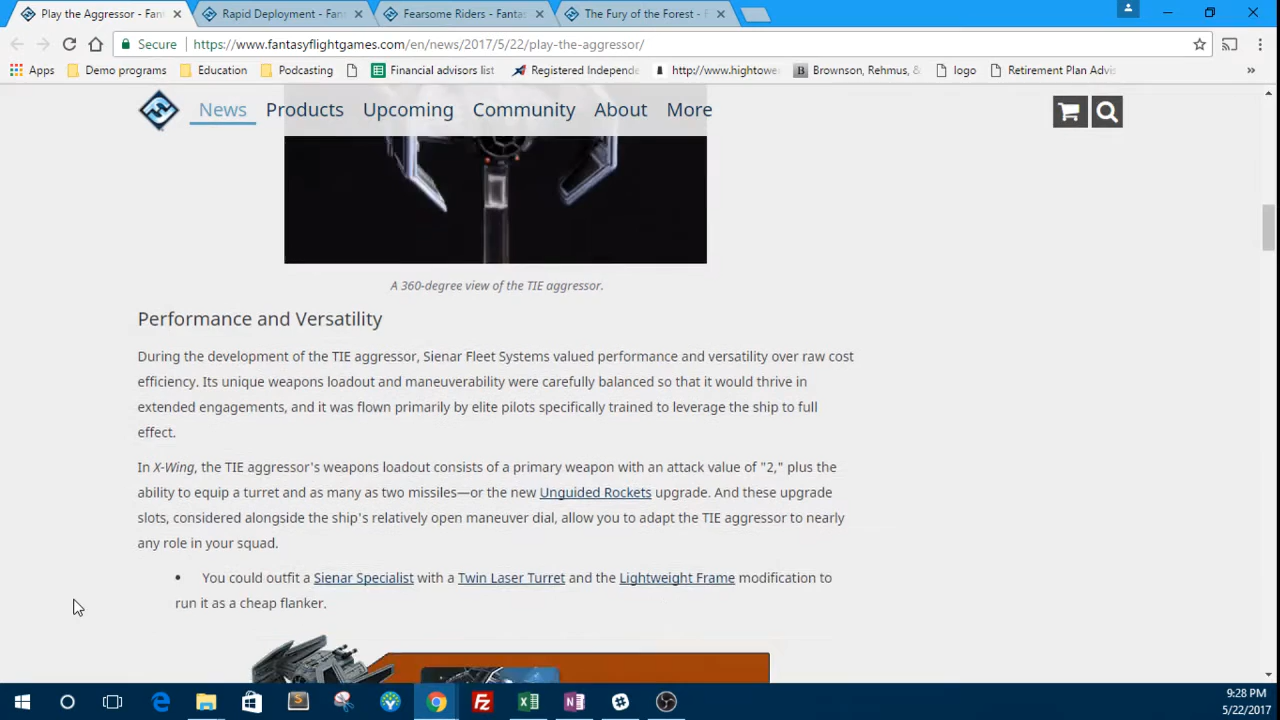 Play the Aggressor - Fan
Rapid Deployment - Fan
Fearsome Riders - Fanta
The Fury of the Forest - F
Secure
https://www.fantasyflightgames.com/en/news/2017/5/22/play-the-aggressor/
Apps
Demo programs
Education
Podcasting
Financial advisors list
Registered Independe
http://www.hightowe
Brownson, Rehmus, &
logo
Retirement Plan Advis
»
News
Products
Upcoming
Community
About
More
A 360-degree view of the TIE aggressor.
Performance and Versatility
During the development of the TIE aggressor, Sienar Fleet Systems valued performance and versatility over raw cost
efficiency. Its unique weapons loadout and maneuverability were carefully balanced so that it would thrive in
extended engagements, and it was flown primarily by elite pilots specifically trained to leverage the ship to full
effect.
In X-Wing, the TIE aggressor's weapons loadout consists of a primary weapon with an attack value of "2," plus the
ability to equip a turret and as many as two missiles—or the new Unguided Rockets upgrade. And these upgrade
slots, considered alongside the ship's relatively open maneuver dial, allow you to adapt the TIE aggressor to nearly
any role in your squad.
• You could outfit a Sienar Specialist with a Twin Laser Turret and the Lightweight Frame modification to
run it as a cheap flanker.
9:28 PM
5/22/2017